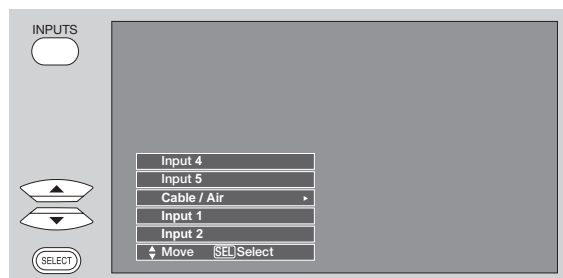 INPUTS
Input 4
Input 5
Cable / Air
Input 1
Input 2
Move SEL Select
SELECT